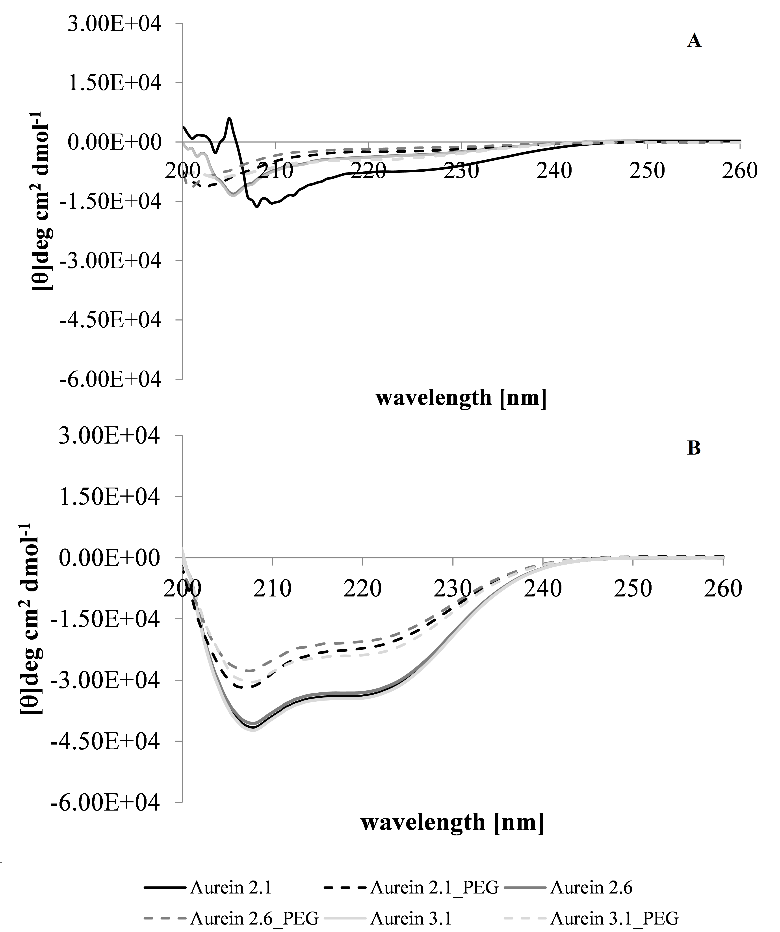 3.00E+04
A
1.50E+04
0.00E+00
200 210 220 230 240 250 260
-1.50E+04
-3.00E+04
-4.50E+04
-6.00E+04
[θ]deg cm² dmol⁻¹
wavelength [nm]
3.00E+04
B
1.50E+04
0.00E+00
200 210 220 230 240 250 260
-1.50E+04
-3.00E+04
-4.50E+04
-6.00E+04
[θ]deg cm² dmol⁻¹
wavelength [nm]
Aurein 2.1 Aurein 2.1_PEG Aurein 2.6
Aurein 2.6_PEG Aurein 3.1 Aurein 3.1_PEG